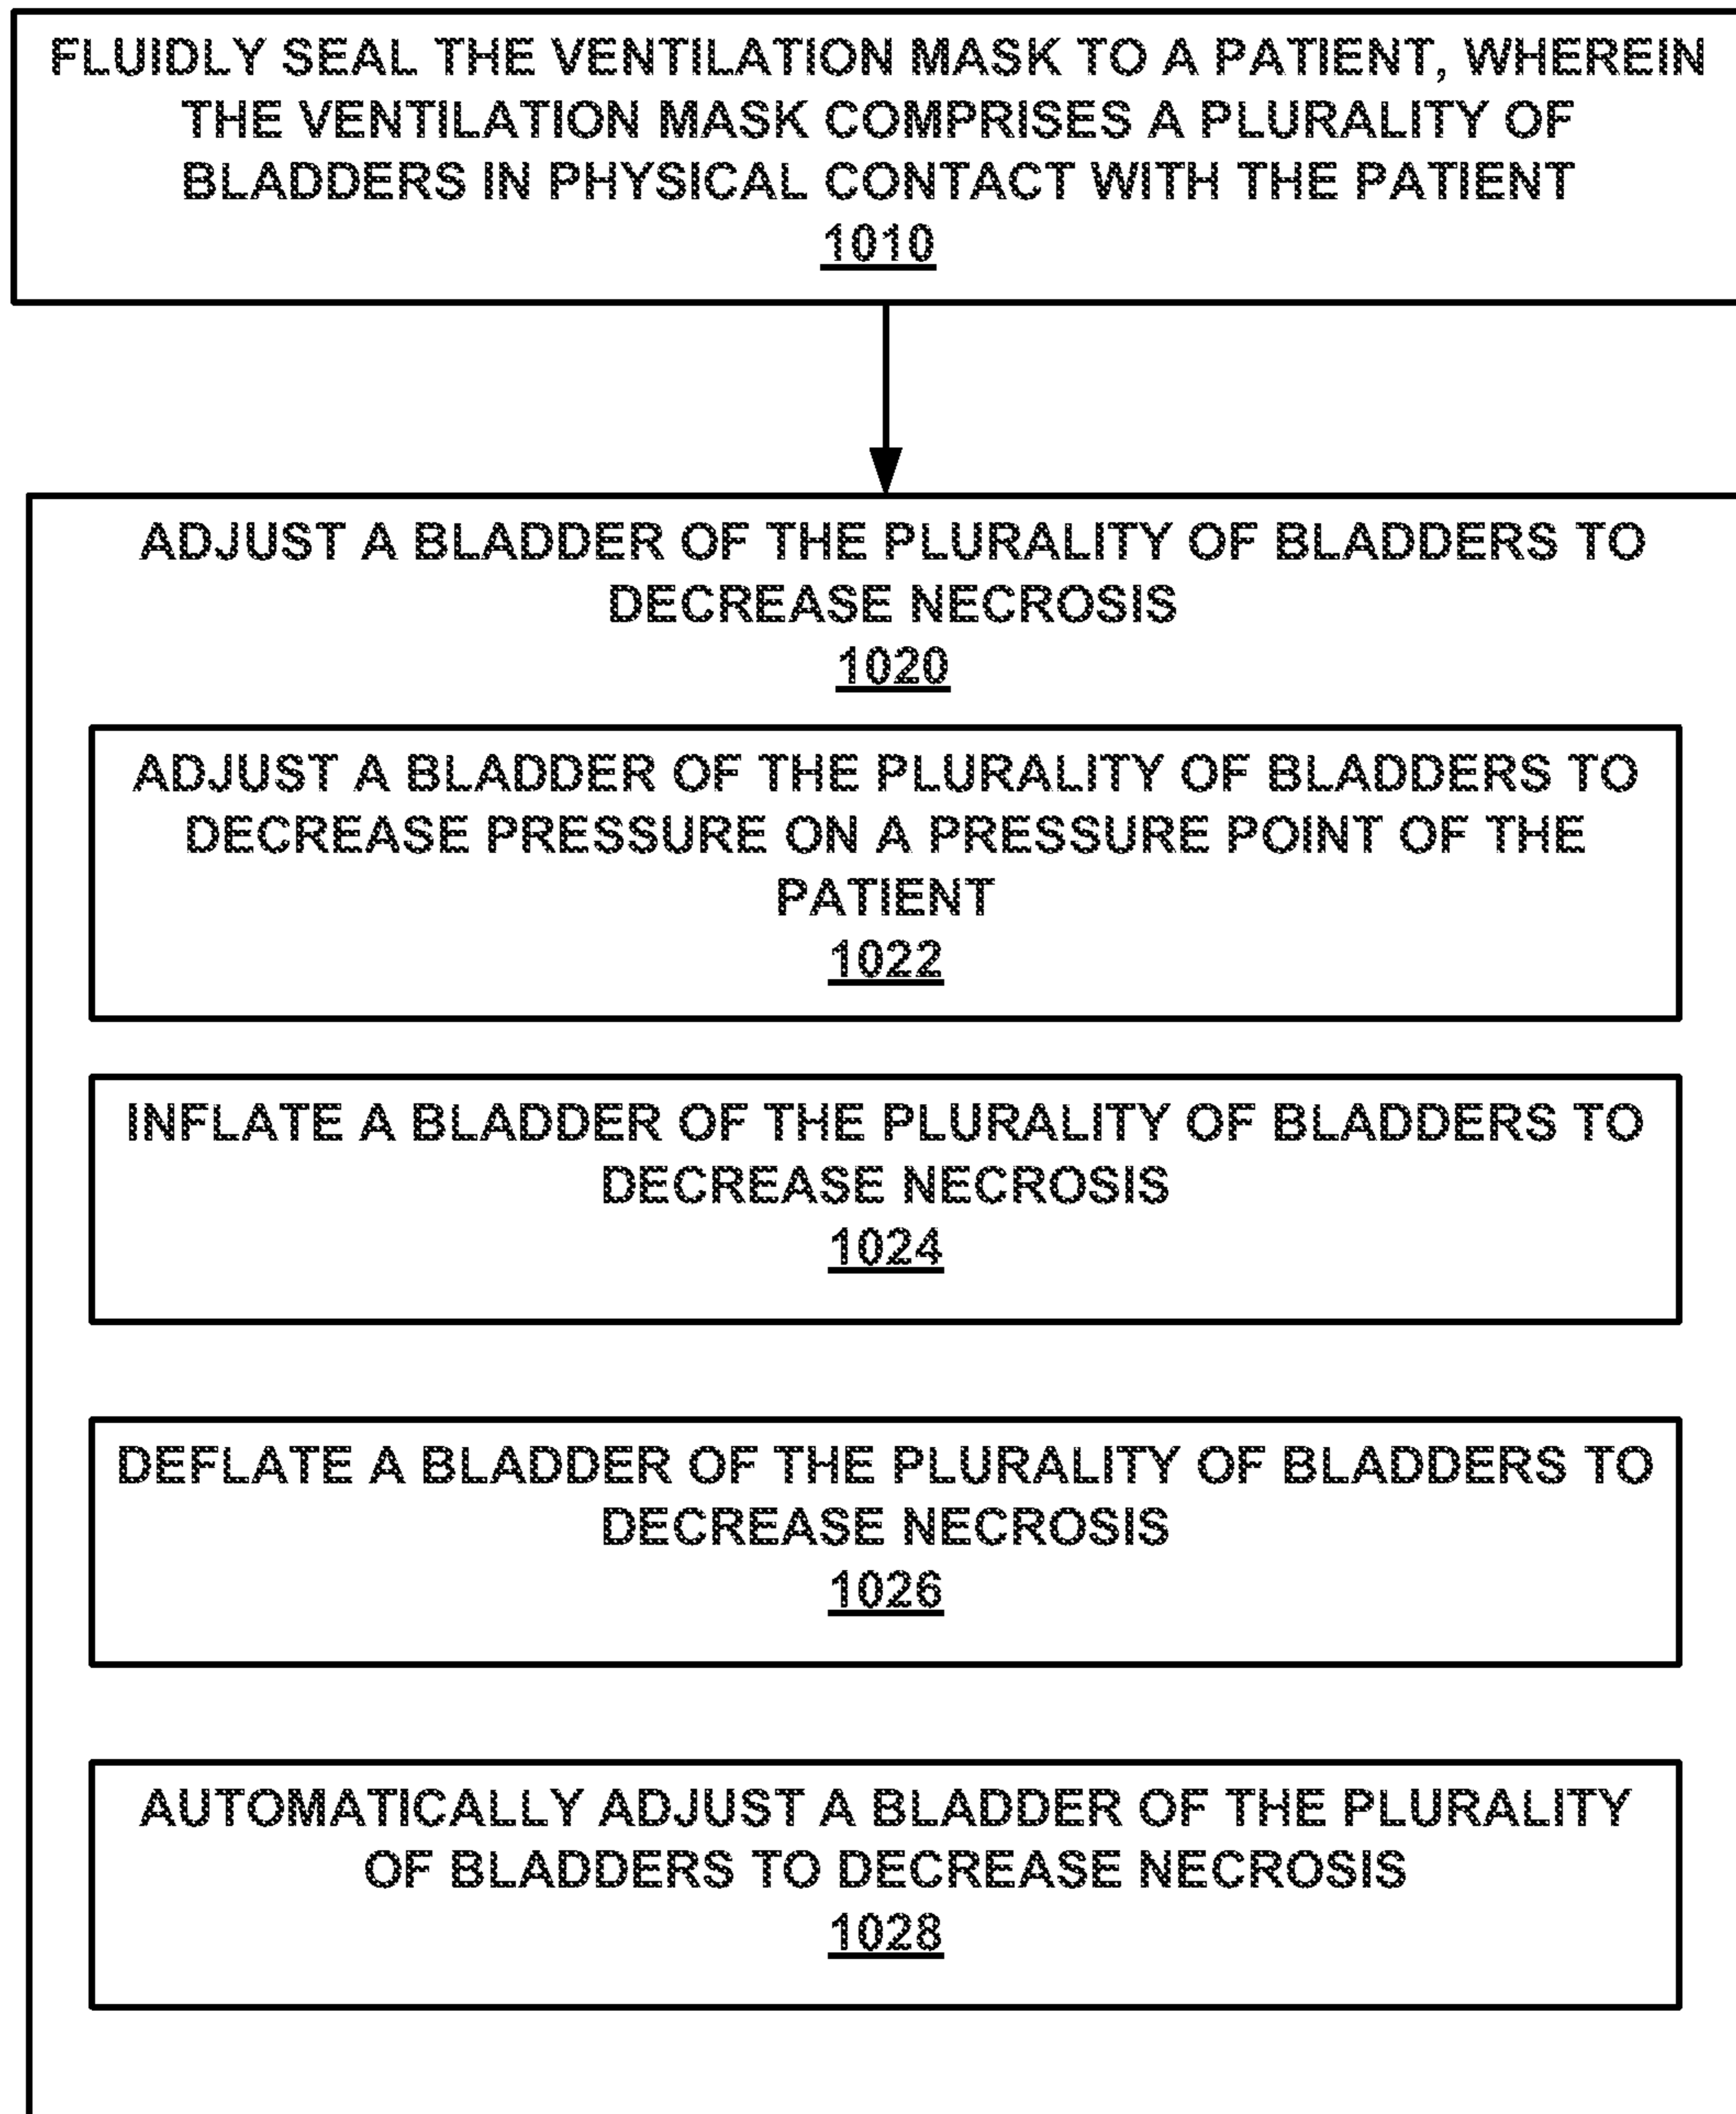 FLUIDLY SEAL THE VENTILATION MASK TO A PATIENT, WHEREIN
THE VENTILATION MASK COMPRISES A PLURALITY OF
BLADDERS IN PHYSICAL CONTACT WITH THE PATIENT
1010
ADJUST A BLADDER OF THE PLURALITY OF BLADDERS TO
DECREASE NECROSIS
1020
ADJUST A BLADDER OF THE PLURALITY OF BLADDERS TO
DECREASE PRESSURE ON A PRESSURE POINT OF THE
PATIENT
1022
INFLATE A BLADDER OF THE PLURALITY OF BLADDERS TO
DECREASE NECROSIS
1024
DEFLATE A BLADDER OF THE PLURALITY OF BLADDERS TO
DECREASE NECROSIS
1026
AUTOMATICALLY ADJUST A BLADDER OF THE PLURALITY
OF BLADDERS TO DECREASE NECROSIS
1028